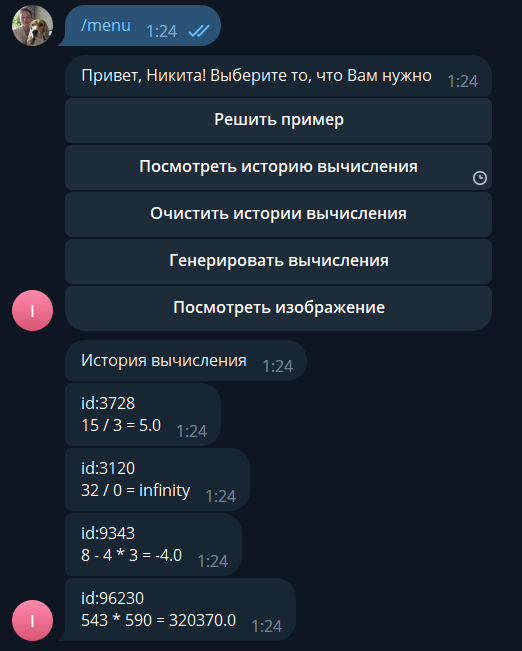 /menu 1:24
Привет, Никита! Выберите то, что Вам нужно 1:24
Решить пример
Посмотреть историю вычисления
Очистить истории вычисления
Генерировать вычисления
Посмотреть изображение
I
История вычисления 1:24
id:3728
15 / 3 = 5.0 1:24
id:3120
32 / 0 = infinity 1:24
id:9343
8 - 4 * 3 = -4.0 1:24
id:96230
543 * 590 = 320370.0 1:24
I